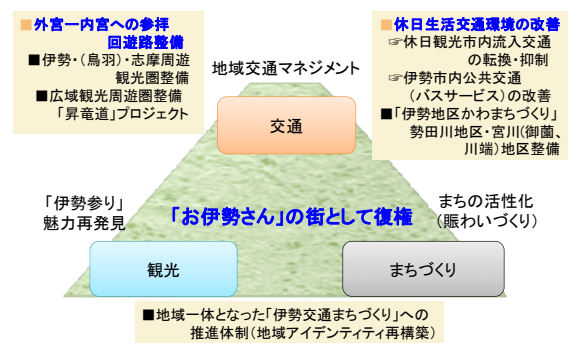 ■外宮ー内宮への参拝
回遊路整備
■伊勢・(鳥羽)・志摩周遊
観光圏整備
■広域観光周遊圏整備
「昇竜道」プロジェクト
地域交通マネジメント
交通
■休日生活交通環境の改善
☞休日観光市内流入交通
の転換・抑制
☞伊勢市内公共交通
(バスサービス)の改善
■「伊勢地区かわまちづくり」
勢田川地区・宮川(御薗、
川端)地区整備
「伊勢参り」
魅力再発見
「お伊勢さん」の街として復権
まちの活性化
(賑わいづくり)
観光
まちづくり
■地域一体となった「伊勢交通まちづくり」への
推進体制(地域アイデンティティ再構築)